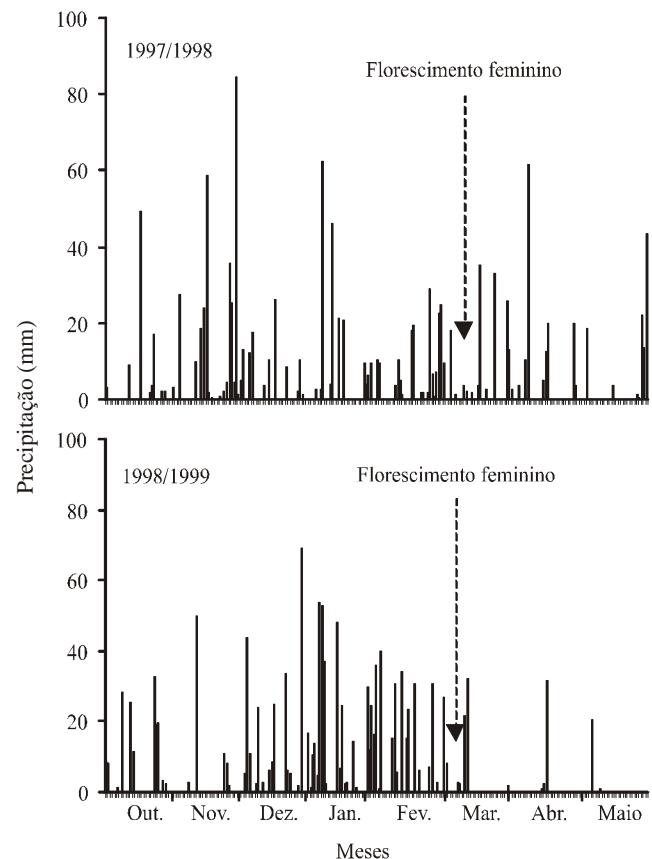 Precipitação (mm)
100
1997/1998
Florescimento feminino
80
60
40
20
0
100
1998/1999
Florescimento feminino
80
60
40
20
0
Out. Nov. Dez. Jan. Fev. Mar. Abr. Maio
Meses